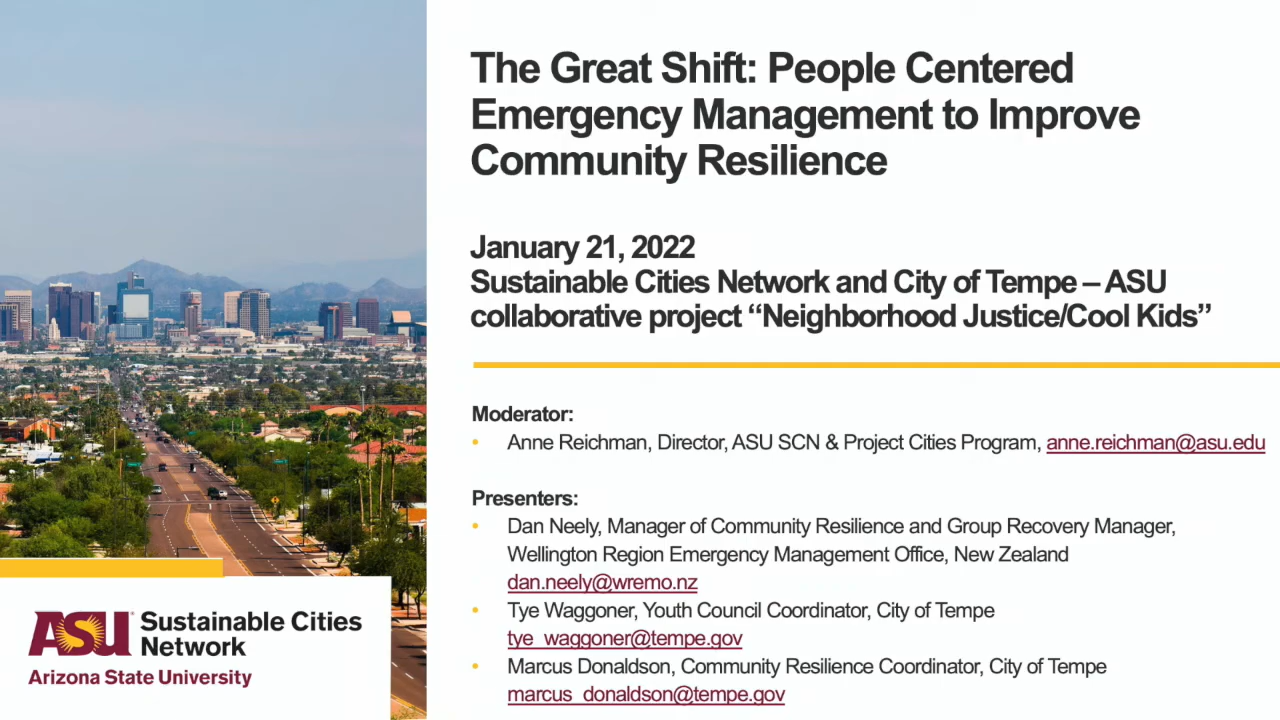 The Great Shift: People Centered
Emergency Management to Improve
Community Resilience
January 21, 2022
Sustainable Cities Network and City of Tempe – ASU
collaborative project “Neighborhood Justice/Cool Kids”
Moderator:
• Anne Reichman, Director, ASU SCN & Project Cities Program, anne.reichman@asu.edu
Presenters:
• Dan Neely, Manager of Community Resilience and Group Recovery Manager,
Wellington Region Emergency Management Office, New Zealand
dan.neely@wremo.nz
• Tye Waggoner, Youth Council Coordinator, City of Tempe
tye_waggoner@tempe.gov
• Marcus Donaldson, Community Resilience Coordinator, City of Tempe
marcus_donaldson@tempe.gov
ASU Sustainable Cities
Network
Arizona State University